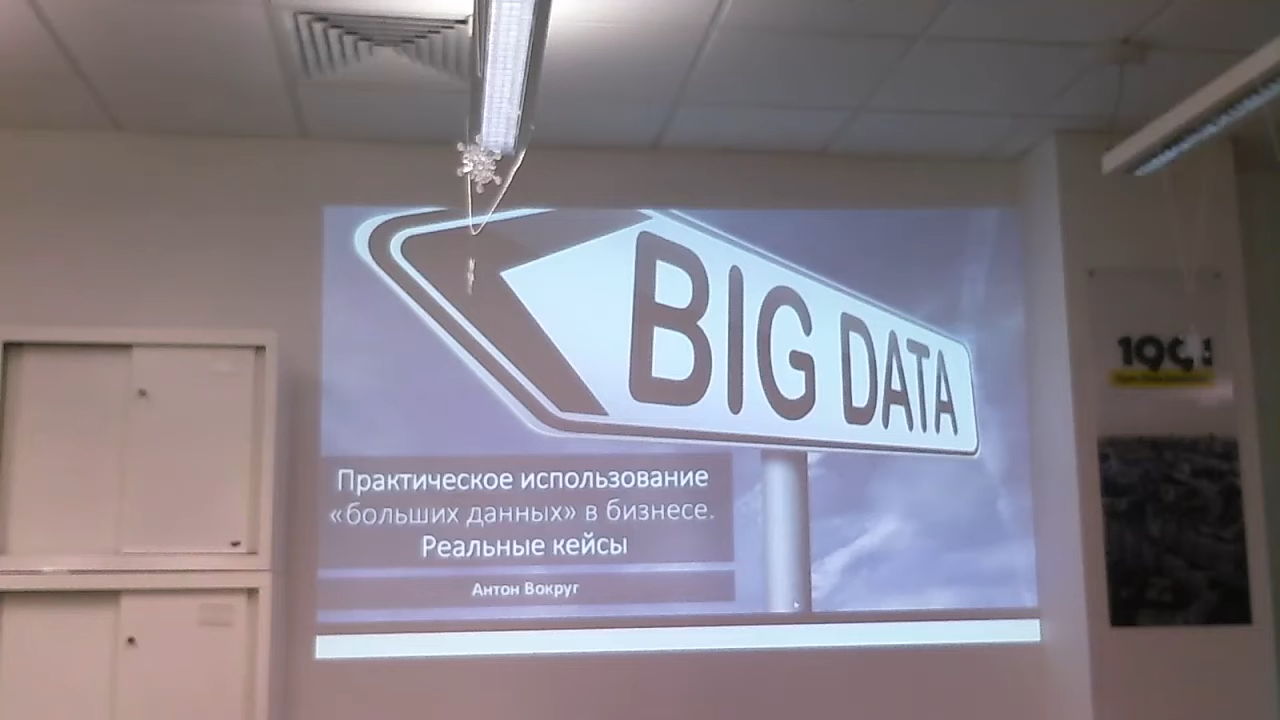 BIG DATA
Практическое использование
«больших данных» в бизнесе.
Реальные кейсы
Антон Вокруг